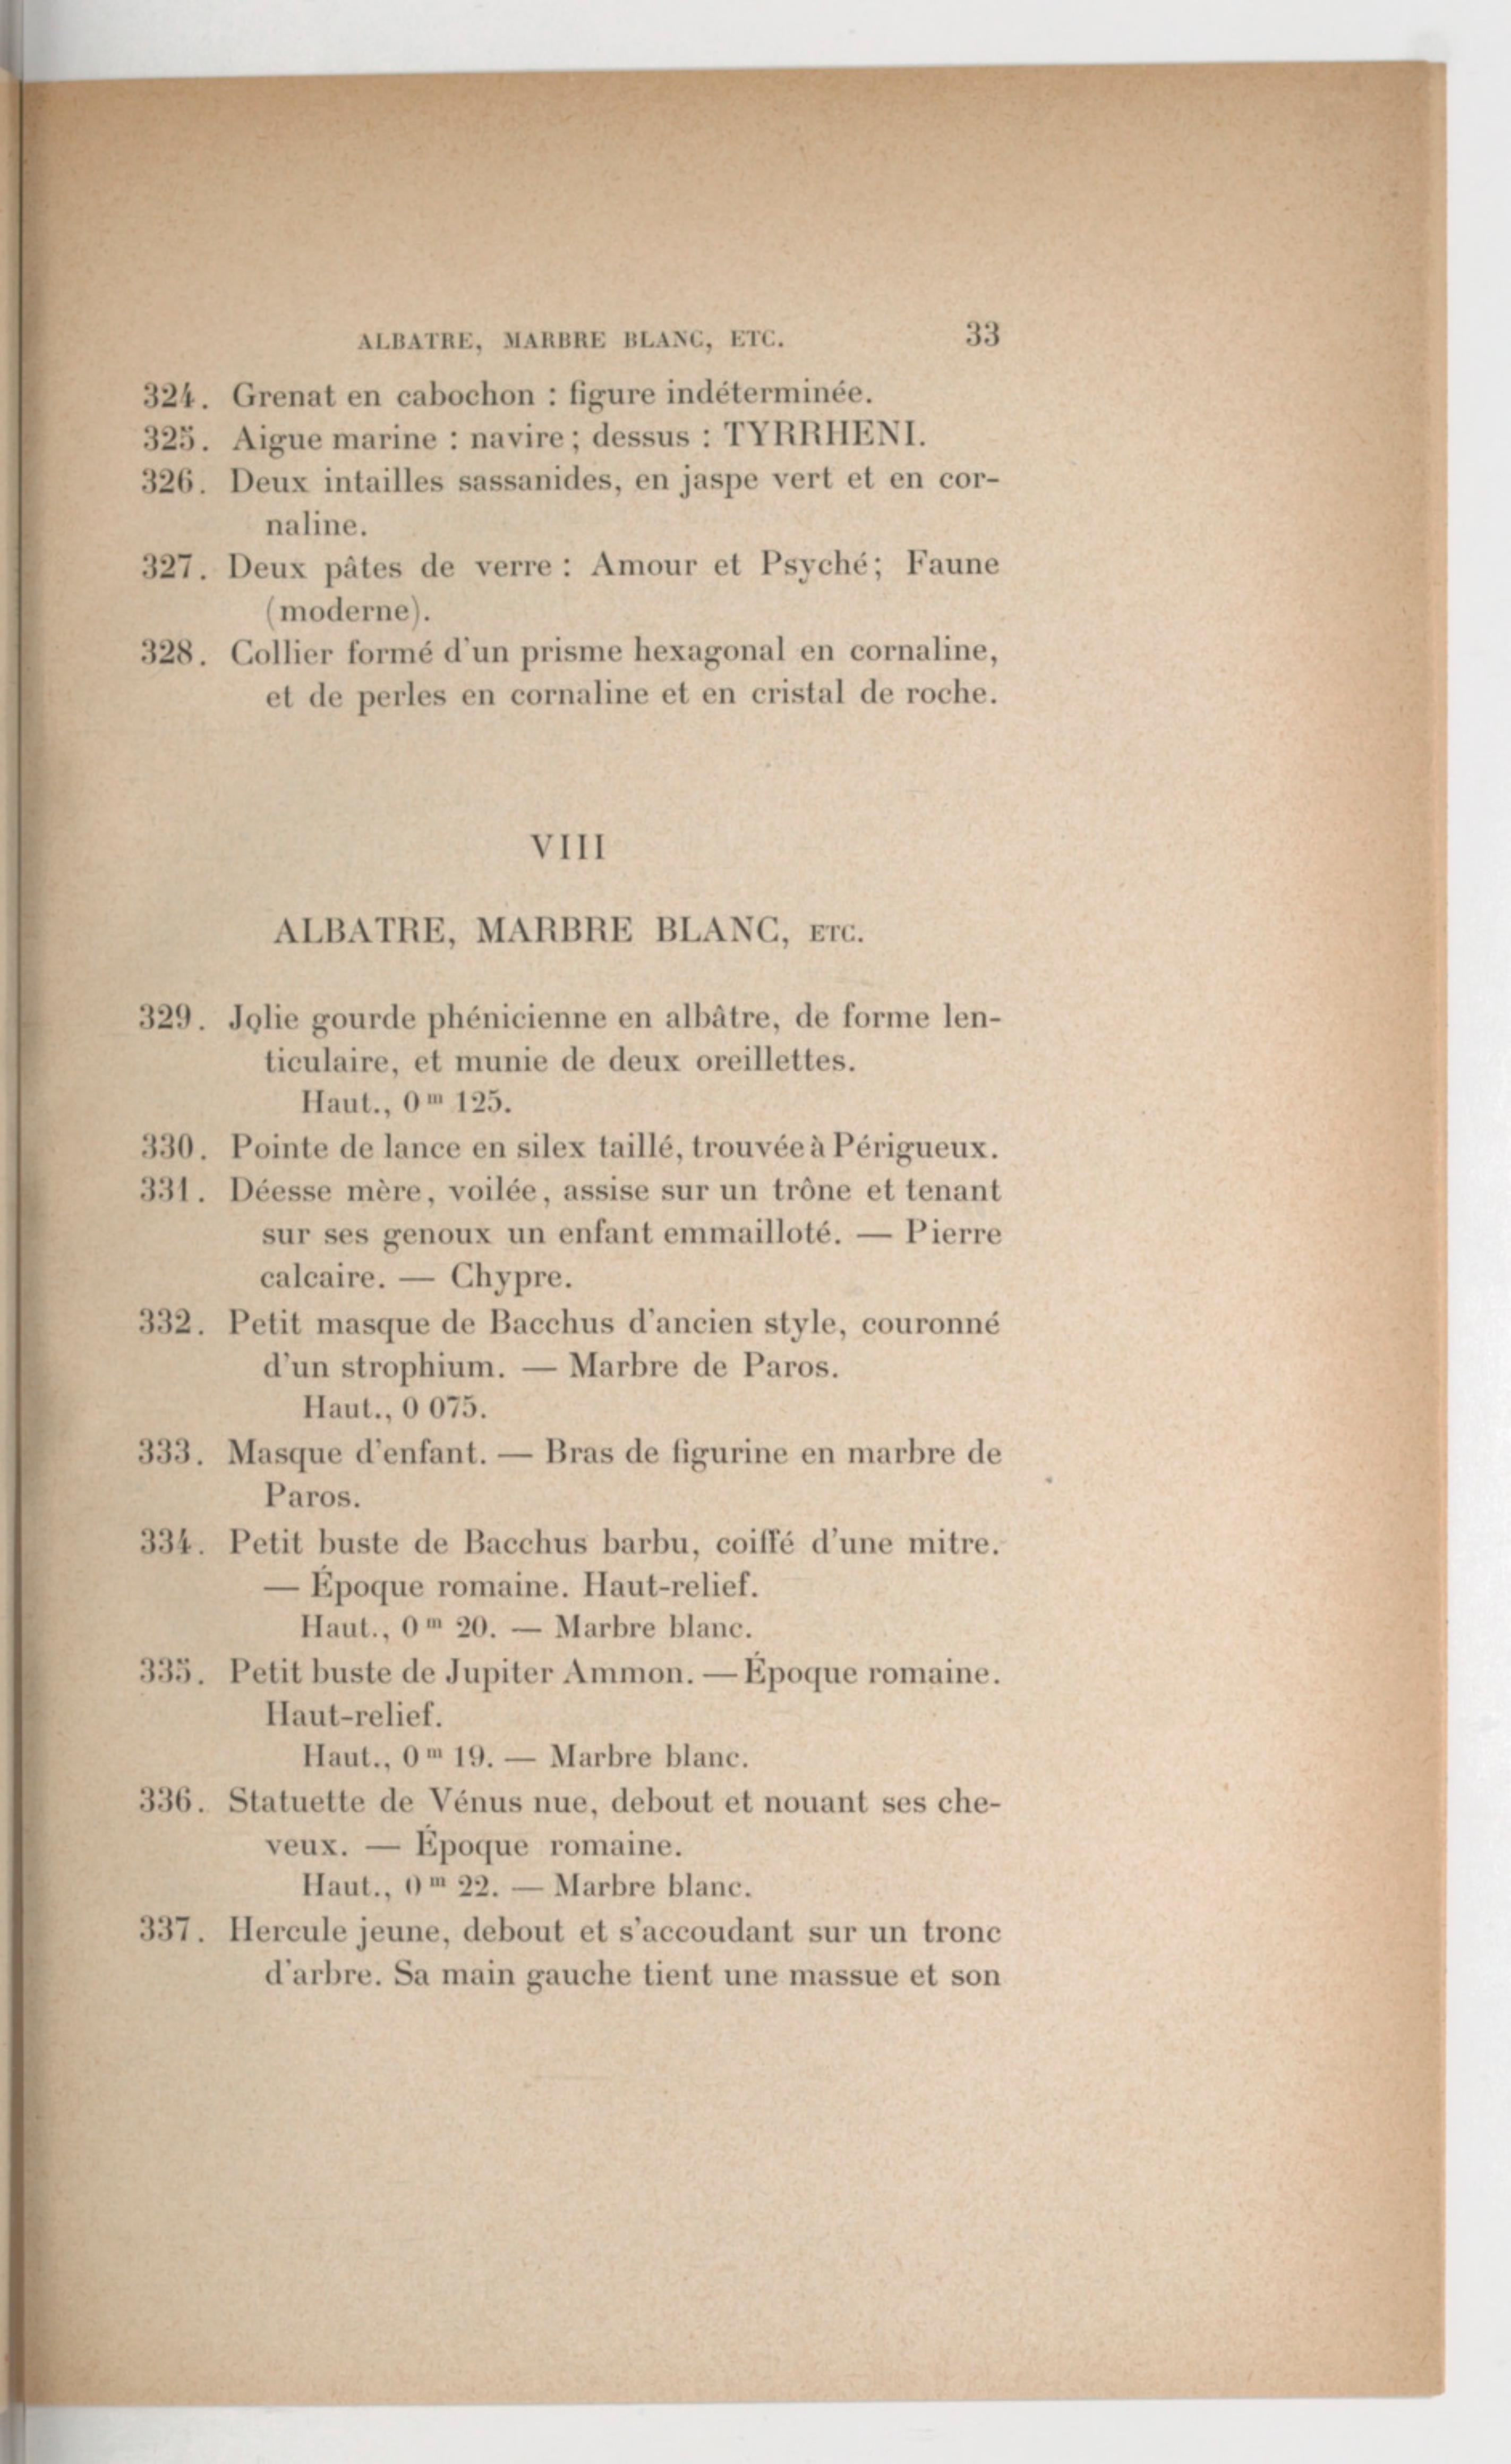 ALBATRE, MARBRE BLANC, ETC. 33
324. Grenat en cabochon : figure indéterminée.
325. Aigue marine : navire ; dessus : TYRRHENI.
326. Deux intailles sassanides, en jaspe vert et en cor-
naline.
327. Deux pâtes de verre : Amour et Psyché; Faune
(moderne).
328. Collier formé d'un prisme hexagonal en cornaline,
et de perles en cornaline et en cristal de roche.
VIII
ALBATRE, MARBRE BLANC, ETC.
329. Jolie gourde phénicienne en albâtre, de forme len-
ticulaire, et munie de deux oreillettes.
Haut., 0ᵐ 125.
330. Pointe de lance en silex taillé, trouvée à Périgueux.
331. Déesse mère, voilée, assise sur un trône et tenant
sur ses genoux un enfant emmailloté. — Pierre
calcaire. — Chypre.
332. Petit masque de Bacchus d'ancien style, couronné
d'un strophium. — Marbre de Paros.
Haut., 0 075.
333. Masque d'enfant. — Bras de figurine en marbre de
Paros.
334. Petit buste de Bacchus barbu, coiffé d'une mitre.
— Époque romaine. Haut-relief.
Haut., 0ᵐ 20. — Marbre blanc.
335. Petit buste de Jupiter Ammon. — Époque romaine.
Haut-relief.
Haut., 0ᵐ 19. — Marbre blanc.
336. Statuette de Vénus nue, debout et nouant ses che-
veux. — Époque romaine.
Haut., 0ᵐ 22. — Marbre blanc.
337. Hercule jeune, debout et s'accoudant sur un tronc
d'arbre. Sa main gauche tient une massue et son